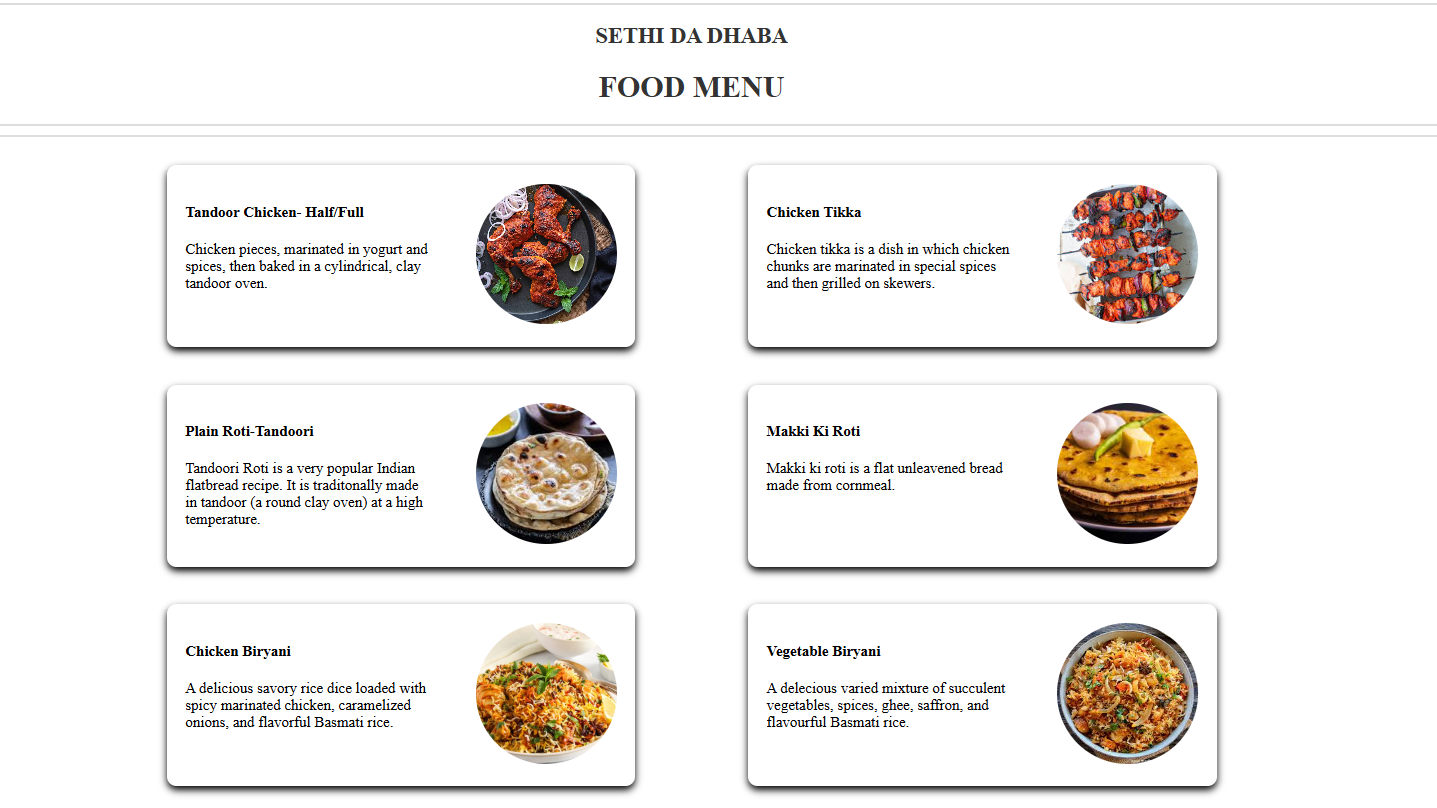 SETHI DA DHABA
FOOD MENU
Tandoor Chicken- Half/Full
Chicken pieces, marinated in yogurt and
spices, then baked in a cylindrical, clay
tandoor oven.
Chicken Tikka
Chicken tikka is a dish in which chicken
chunks are marinated in special spices
and then grilled on skewers.
Plain Roti-Tandoori
Tandoori Roti is a very popular Indian
flatbread recipe. It is traditonally made
in tandoor (a round clay oven) at a high
temperature.
Makki Ki Roti
Makki ki roti is a flat unleavened bread
made from cornmeal.
Chicken Biryani
A delicious savory rice dice loaded with
spicy marinated chicken, caramelized
onions, and flavorful Basmati rice.
Vegetable Biryani
A delecious varied mixture of succulent
vegetables, spices, ghee, saffron, and
flavourful Basmati rice.